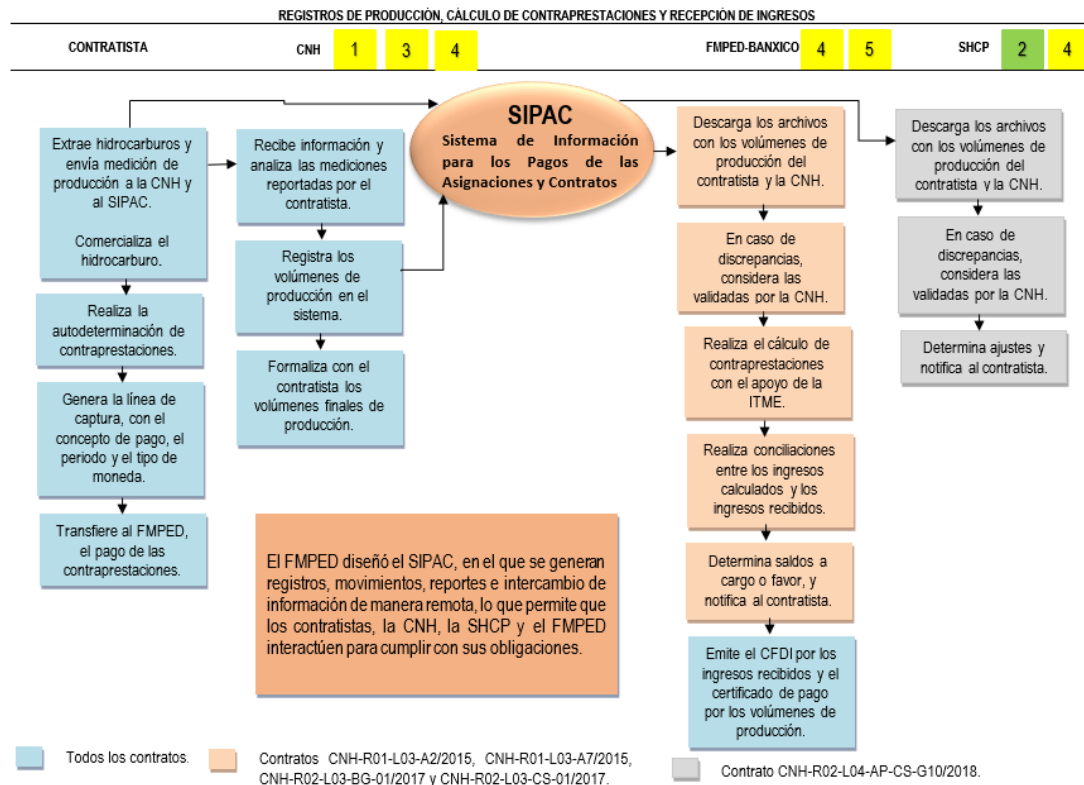 REGISTROS DE PRODUCCIÓN, CÁLCULO DE CONTRAPRESTACIONES Y RECEPCIÓN DE INGRESOS
CONTRATISTA
CNH
1
3
4
FMPED-BANXICO
4
5
SHCP
2
4
Extrae hidrocarburos y
envía medición de
producción a la CNH y
al SIPAC.
Comercializa el
hidrocarburo.
Realiza la
autodeterminación de
contraprestaciones.
Genera la línea de
captura, con el
concepto de pago, el
periodo y el tipo de
moneda.
Transfiere al FMPED,
el pago de las
contraprestaciones.
Recibe información y
analiza las mediciones
reportadas por el
contratista.
Registra los
volúmenes de
producción en el
sistema.
Formaliza con el
contratista los
volúmenes finales de
producción.
SIPAC
Sistema de Información
para los Pagos de las
Asignaciones y Contratos
Descarga los archivos
con los volúmenes de
producción del
contratista y la CNH.
En caso de
discrepancias,
considera las
validadas por la CNH.
Realiza el cálculo de
contraprestaciones
con el apoyo de la
ITME.
Realiza conciliaciones
entre los ingresos
calculados y los
ingresos recibidos.
Determina saldos a
cargo o favor, y
notifica al contratista.
Emite el CFDI por los
ingresos recibidos y el
certificado de pago
por los volúmenes de
producción.
Descarga los archivos
con los volúmenes de
producción del
contratista y la CNH.
En caso de
discrepancias,
considera las
validadas por la CNH.
Determina ajustes y
notifica al contratista.
El FMPED diseñó el SIPAC, en el que se generan
registros, movimientos, reportes e intercambio de
información de manera remota, lo que permite que
los contratistas, la CNH, la SHCP y el FMPED
interactúen para cumplir con sus obligaciones.
Todos los contratos.
Contratos CNH-R01-L03-A2/2015, CNH-R01-L03-A7/2015,
CNH-R02-L03-BG-01/2017 y CNH-R02-L03-CS-01/2017.
Contrato CNH-R02-L04-AP-CS-G10/2018.